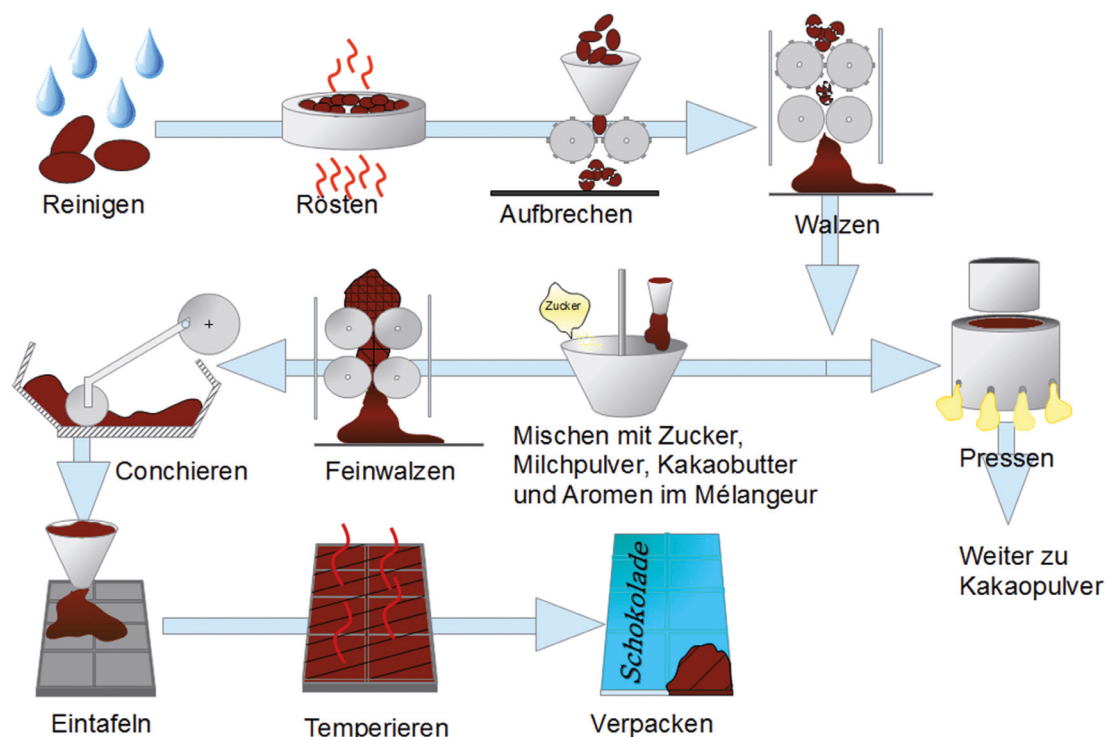 Reinigen
Rösten
Aufbrechen
Walzen
Zucker
Conchieren
Feinwalzen
Mischen mit Zucker,
Milchpulver, Kakaobutter
und Aromen im Mélangeur
Pressen
Weiter zu
Kakaopulver
Schokolade
Eintafeln
Temperieren
Verpacken